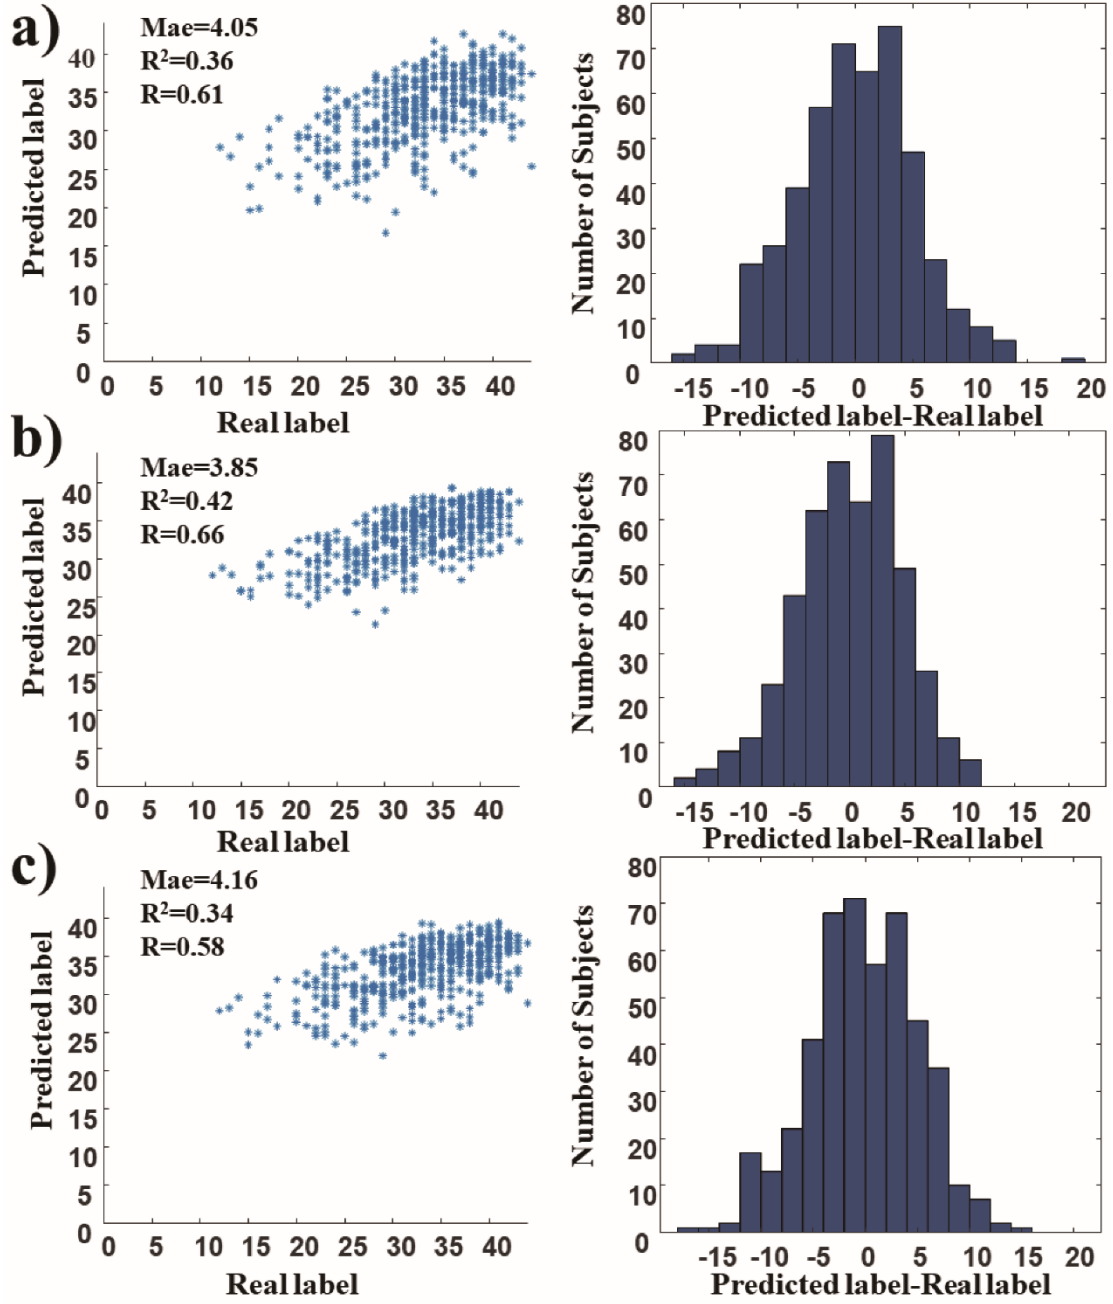 a)
Mae=4.05
R²=0.36
R=0.61
Predicted label
40
35
30
25
20
15
10
5
0
0 5 10 15 20 25 30 35 40
Real label
Number of Subjects
80
70
60
50
40
30
20
10
0
-15 -10 -5 0 5 10 15 20
Predicted label-Real label
b)
Mae=3.85
R²=0.42
R=0.66
Predicted label
40
35
30
25
20
15
10
5
0
0 5 10 15 20 25 30 35 40
Real label
Number of Subjects
80
70
60
50
40
30
20
10
0
-15 -10 -5 0 5 10 15 20
Predicted label-Real label
c)
Mae=4.16
R²=0.34
R=0.58
Predicted label
40
35
30
25
20
15
10
5
0
0 5 10 15 20 25 30 35 40
Real label
Number of Subjects
80
70
60
50
40
30
20
10
0
-15 -10 -5 0 5 10 15 20
Predicted label-Real label